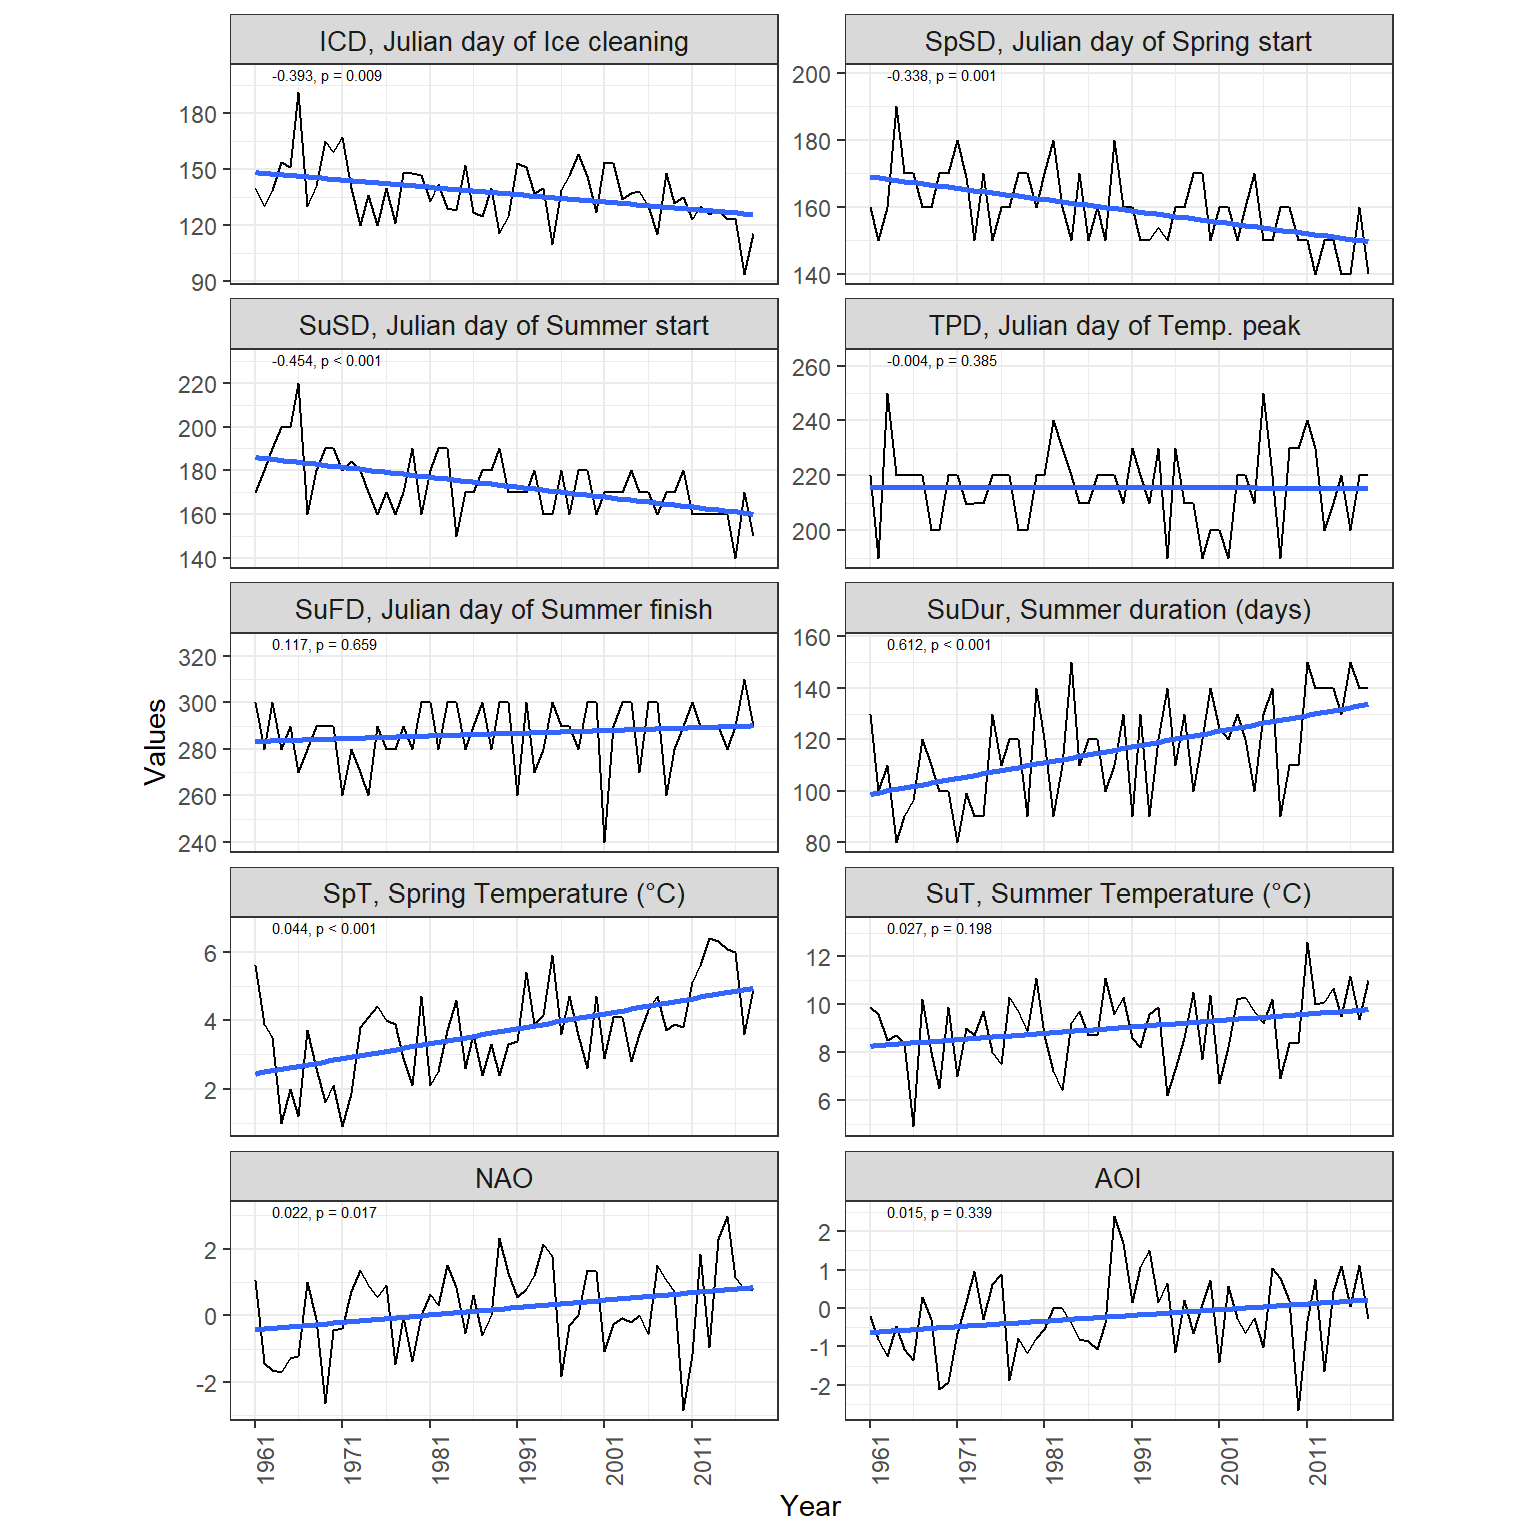 ICD, Julian day of Ice cleaning
-0.393, p = 0.009
180
150
120
90
SpSD, Julian day of Spring start
-0.338, p = 0.001
200
180
160
140
SuSD, Julian day of Summer start
-0.454, p < 0.001
220
200
180
160
140
TPD, Julian day of Temp. peak
-0.004, p = 0.385
260
240
220
200
SuFD, Julian day of Summer finish
0.117, p = 0.659
320
300
280
260
240
SuDur, Summer duration (days)
0.612, p < 0.001
160
140
120
100
80
SpT, Spring Temperature (°C)
0.044, p < 0.001
6
4
2
SuT, Summer Temperature (°C)
0.027, p = 0.198
12
10
8
6
NAO
0.022, p = 0.017
2
0
-2
AOI
0.015, p = 0.339
2
1
0
-1
-2
1961
1971
1981
1991
2001
2011
1961
1971
1981
1991
2001
2011
Values
Year